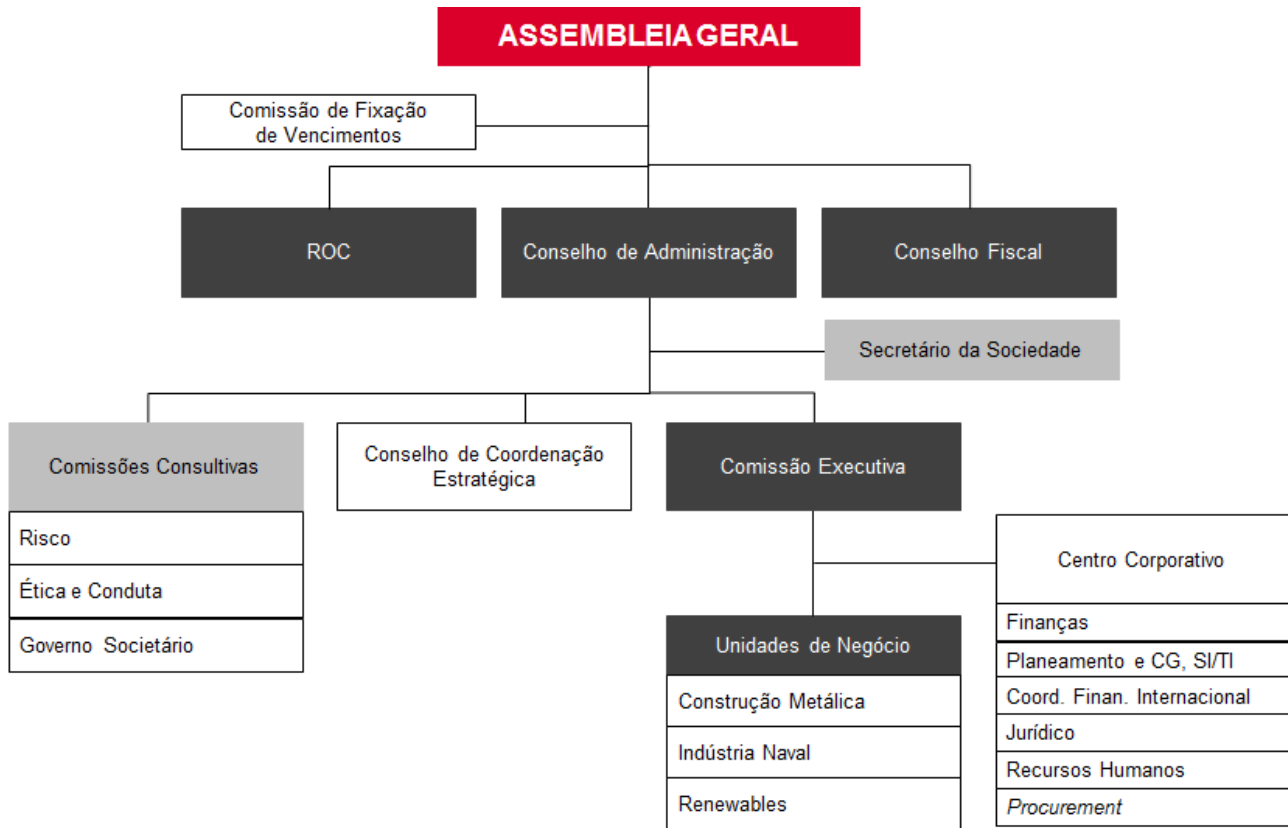 ASSEMBLEIA GERAL
Comissão de Fixação
de Vencimentos
ROC
Conselho de Administração
Conselho Fiscal
Secretário da Sociedade
Comissões Consultivas
Risco
Ética e Conduta
Governo Societário
Conselho de Coordenação
Estratégica
Comissão Executiva
Unidades de Negócio
Construção Metálica
Indústria Naval
Renewables
Centro Corporativo
Finanças
Planeamento e CG, SI/TI
Coord. Finan. Internacional
Jurídico
Recursos Humanos
Procurement